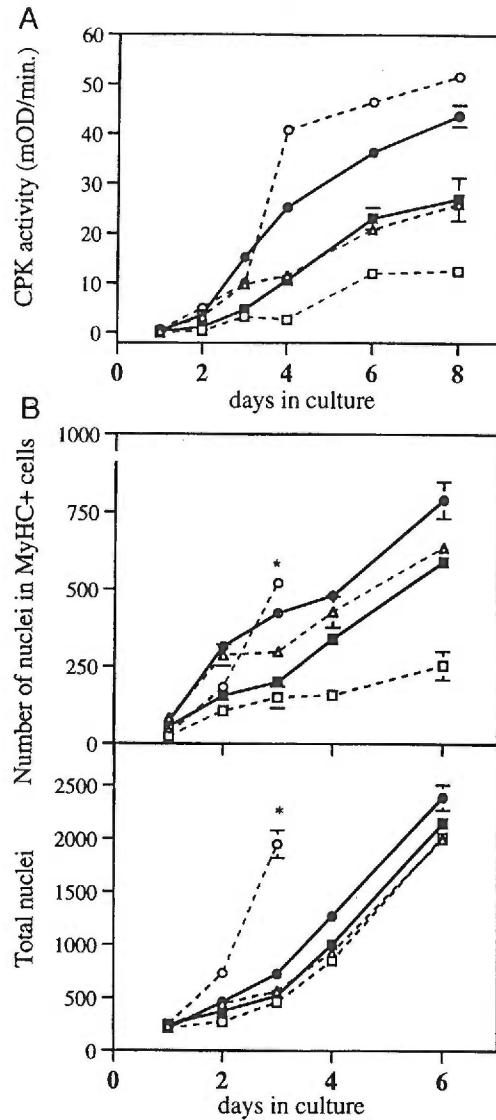 A
60
50
40
30
20
10
0
CPK activity (mOD/min.)
0 2 4 6 8
days in culture
B
1000
750
500
250
0
Number of nuclei in MyHC+ cells
*
2500
2000
1500
1000
500
0
Total nuclei
*
0 2 4 6
days in culture